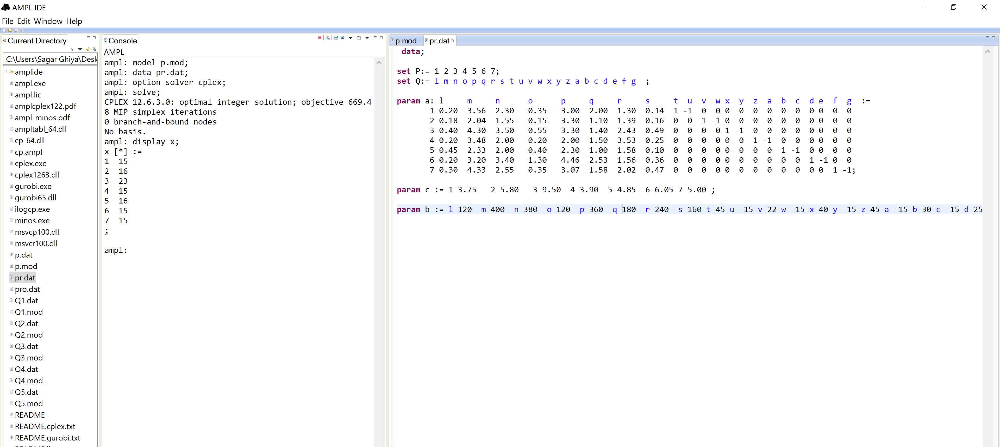 AMPL IDE
File Edit Window Help
Current Directory
C:\Users\Sagar Ghiya\Desk
amplide
ampl.exe
ampl.lic
amplcplex122.pdf
ampl-minos.pdf
ampltabl_64.dll
cp_64.dll
cp.ampl
cplex.exe
cplex1263.dll
gurobi.exe
gurobi65.dll
ilogcp.exe
minos.exe
msvcp100.dll
msvcr100.dll
p.dat
p.mod
pr.dat
pro.dat
Q1.dat
Q1.mod
Q2.dat
Q2.mod
Q3.dat
Q3.mod
Q4.dat
Q4.mod
Q5.dat
Q5.mod
README
README.cplex.txt
README.gurobi.txt
Console
AMPL
ampl: model p.mod;
ampl: data pr.dat;
ampl: option solver cplex;
ampl: solve;
CPLEX 12.6.3.0: optimal integer solution; objective 669.4
8 MIP simplex iterations
0 branch-and-bound nodes
No basis.
ampl: display x;
x [*] :=
1 15
2 16
3 23
4 15
5 16
6 15
7 15
;
ampl:
p.mod pr.dat
data;
set P:= 1 2 3 4 5 6 7;
set Q:= l m n o p q r s t u v w x y z a b c d e f g ;
param a: l m n o p q r s t u v w x y z a b c d e f g :=
1 0.20 3.56 2.30 0.35 3.00 2.00 1.30 0.14 1 -1 0 0 0 0 0 0 0 0 0 0 0 0
2 0.18 2.04 1.55 0.15 3.30 1.10 1.39 0.16 0 0 1 -1 0 0 0 0 0 0 0 0 0 0
3 0.40 4.30 3.50 0.55 3.30 1.40 2.43 0.49 0 0 0 0 1 -1 0 0 0 0 0 0 0 0
4 0.20 3.48 2.00 0.20 2.00 1.50 3.53 0.25 0 0 0 0 0 0 1 -1 0 0 0 0 0 0
5 0.45 2.33 2.00 0.40 2.30 1.00 1.58 0.10 0 0 0 0 0 0 0 0 1 -1 0 0 0 0
6 0.20 3.20 3.40 1.30 4.46 2.53 1.56 0.36 0 0 0 0 0 0 0 0 0 0 1 -1 0 0
7 0.30 4.33 2.55 0.35 3.07 1.58 2.02 0.47 0 0 0 0 0 0 0 0 0 0 0 0 1 -1;
param c := 1 3.75 2 5.80 3 9.50 4 3.90 5 4.85 6 6.05 7 5.00 ;
param b := l 120 m 400 n 380 o 120 p 360 q 180 r 240 s 160 t 45 u -15 v 22 w -15 x 40 y -15 z 45 a -15 b 30 c -15 d 25